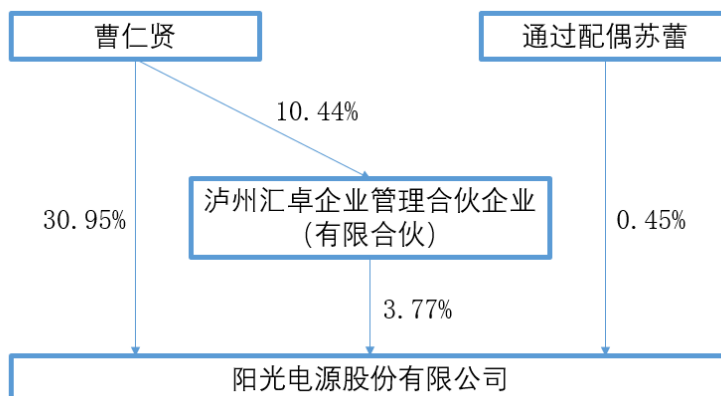 曹仁贤
通过配偶苏蕾
10.44%
泸州汇卓企业管理合伙企业
（有限合伙）
30.95%
0.45%
3.77%
阳光电源股份有限公司